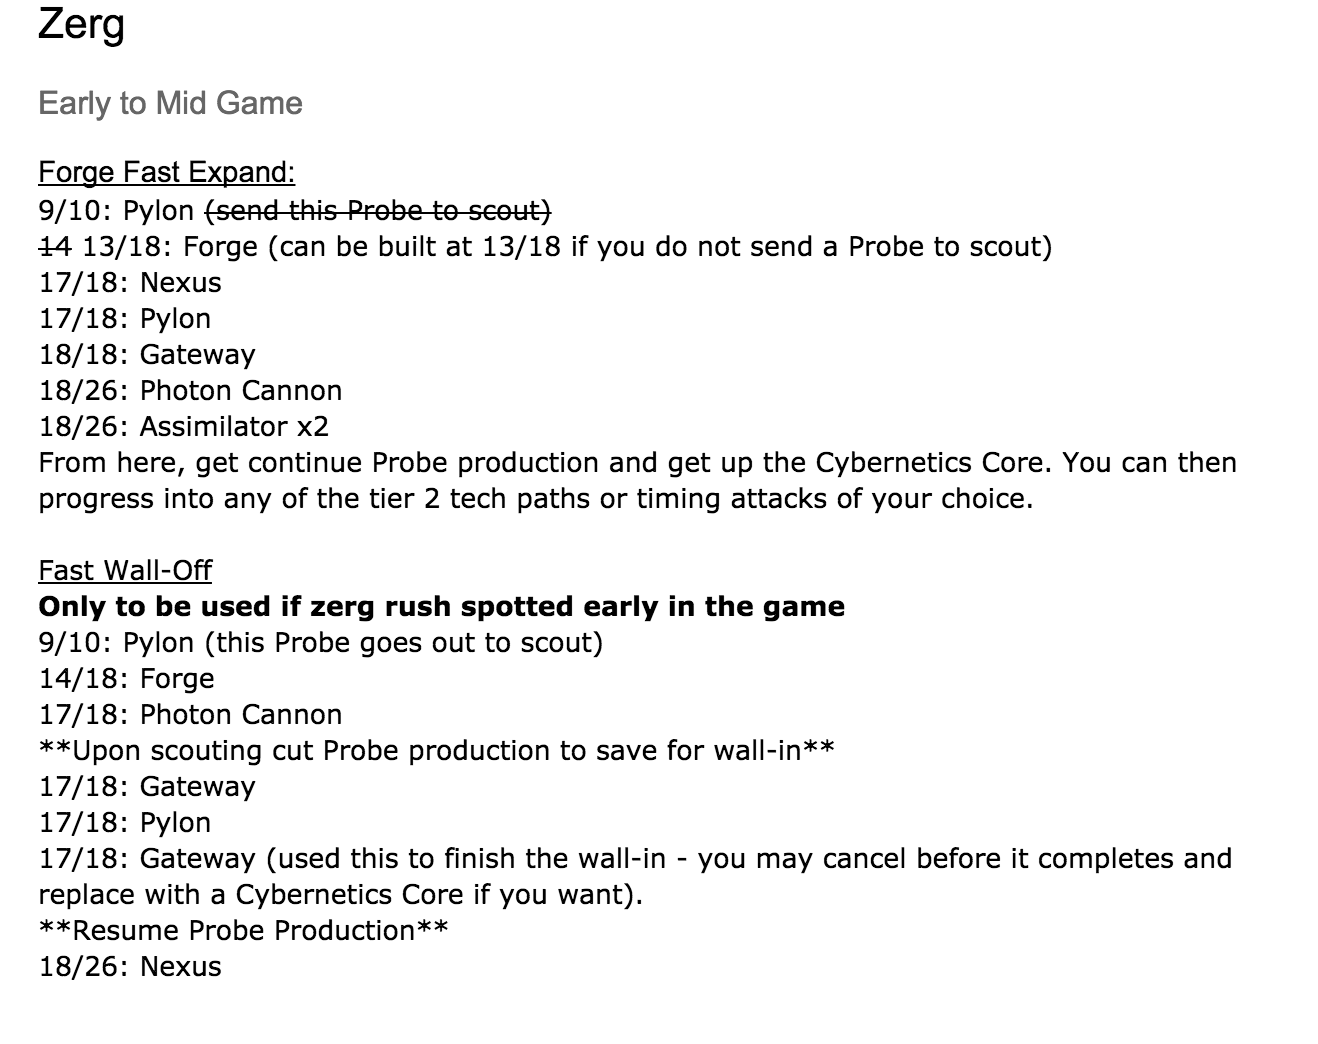 Zerg
Early to Mid Game
Forge Fast Expand:
9/10: Pylon (send this Probe to scout)
14 13/18: Forge (can be built at 13/18 if you do not send a Probe to scout)
17/18: Nexus
17/18: Pylon
18/18: Gateway
18/26: Photon Cannon
18/26: Assimilator x2
From here, get continue Probe production and get up the Cybernetics Core. You can then
progress into any of the tier 2 tech paths or timing attacks of your choice.
Fast Wall-Off
Only to be used if zerg rush spotted early in the game
9/10: Pylon (this Probe goes out to scout)
14/18: Forge
17/18: Photon Cannon
**Upon scouting cut Probe production to save for wall-in**
17/18: Gateway
17/18: Pylon
17/18: Gateway (used this to finish the wall-in - you may cancel before it completes and
replace with a Cybernetics Core if you want).
**Resume Probe Production**
18/26: Nexus